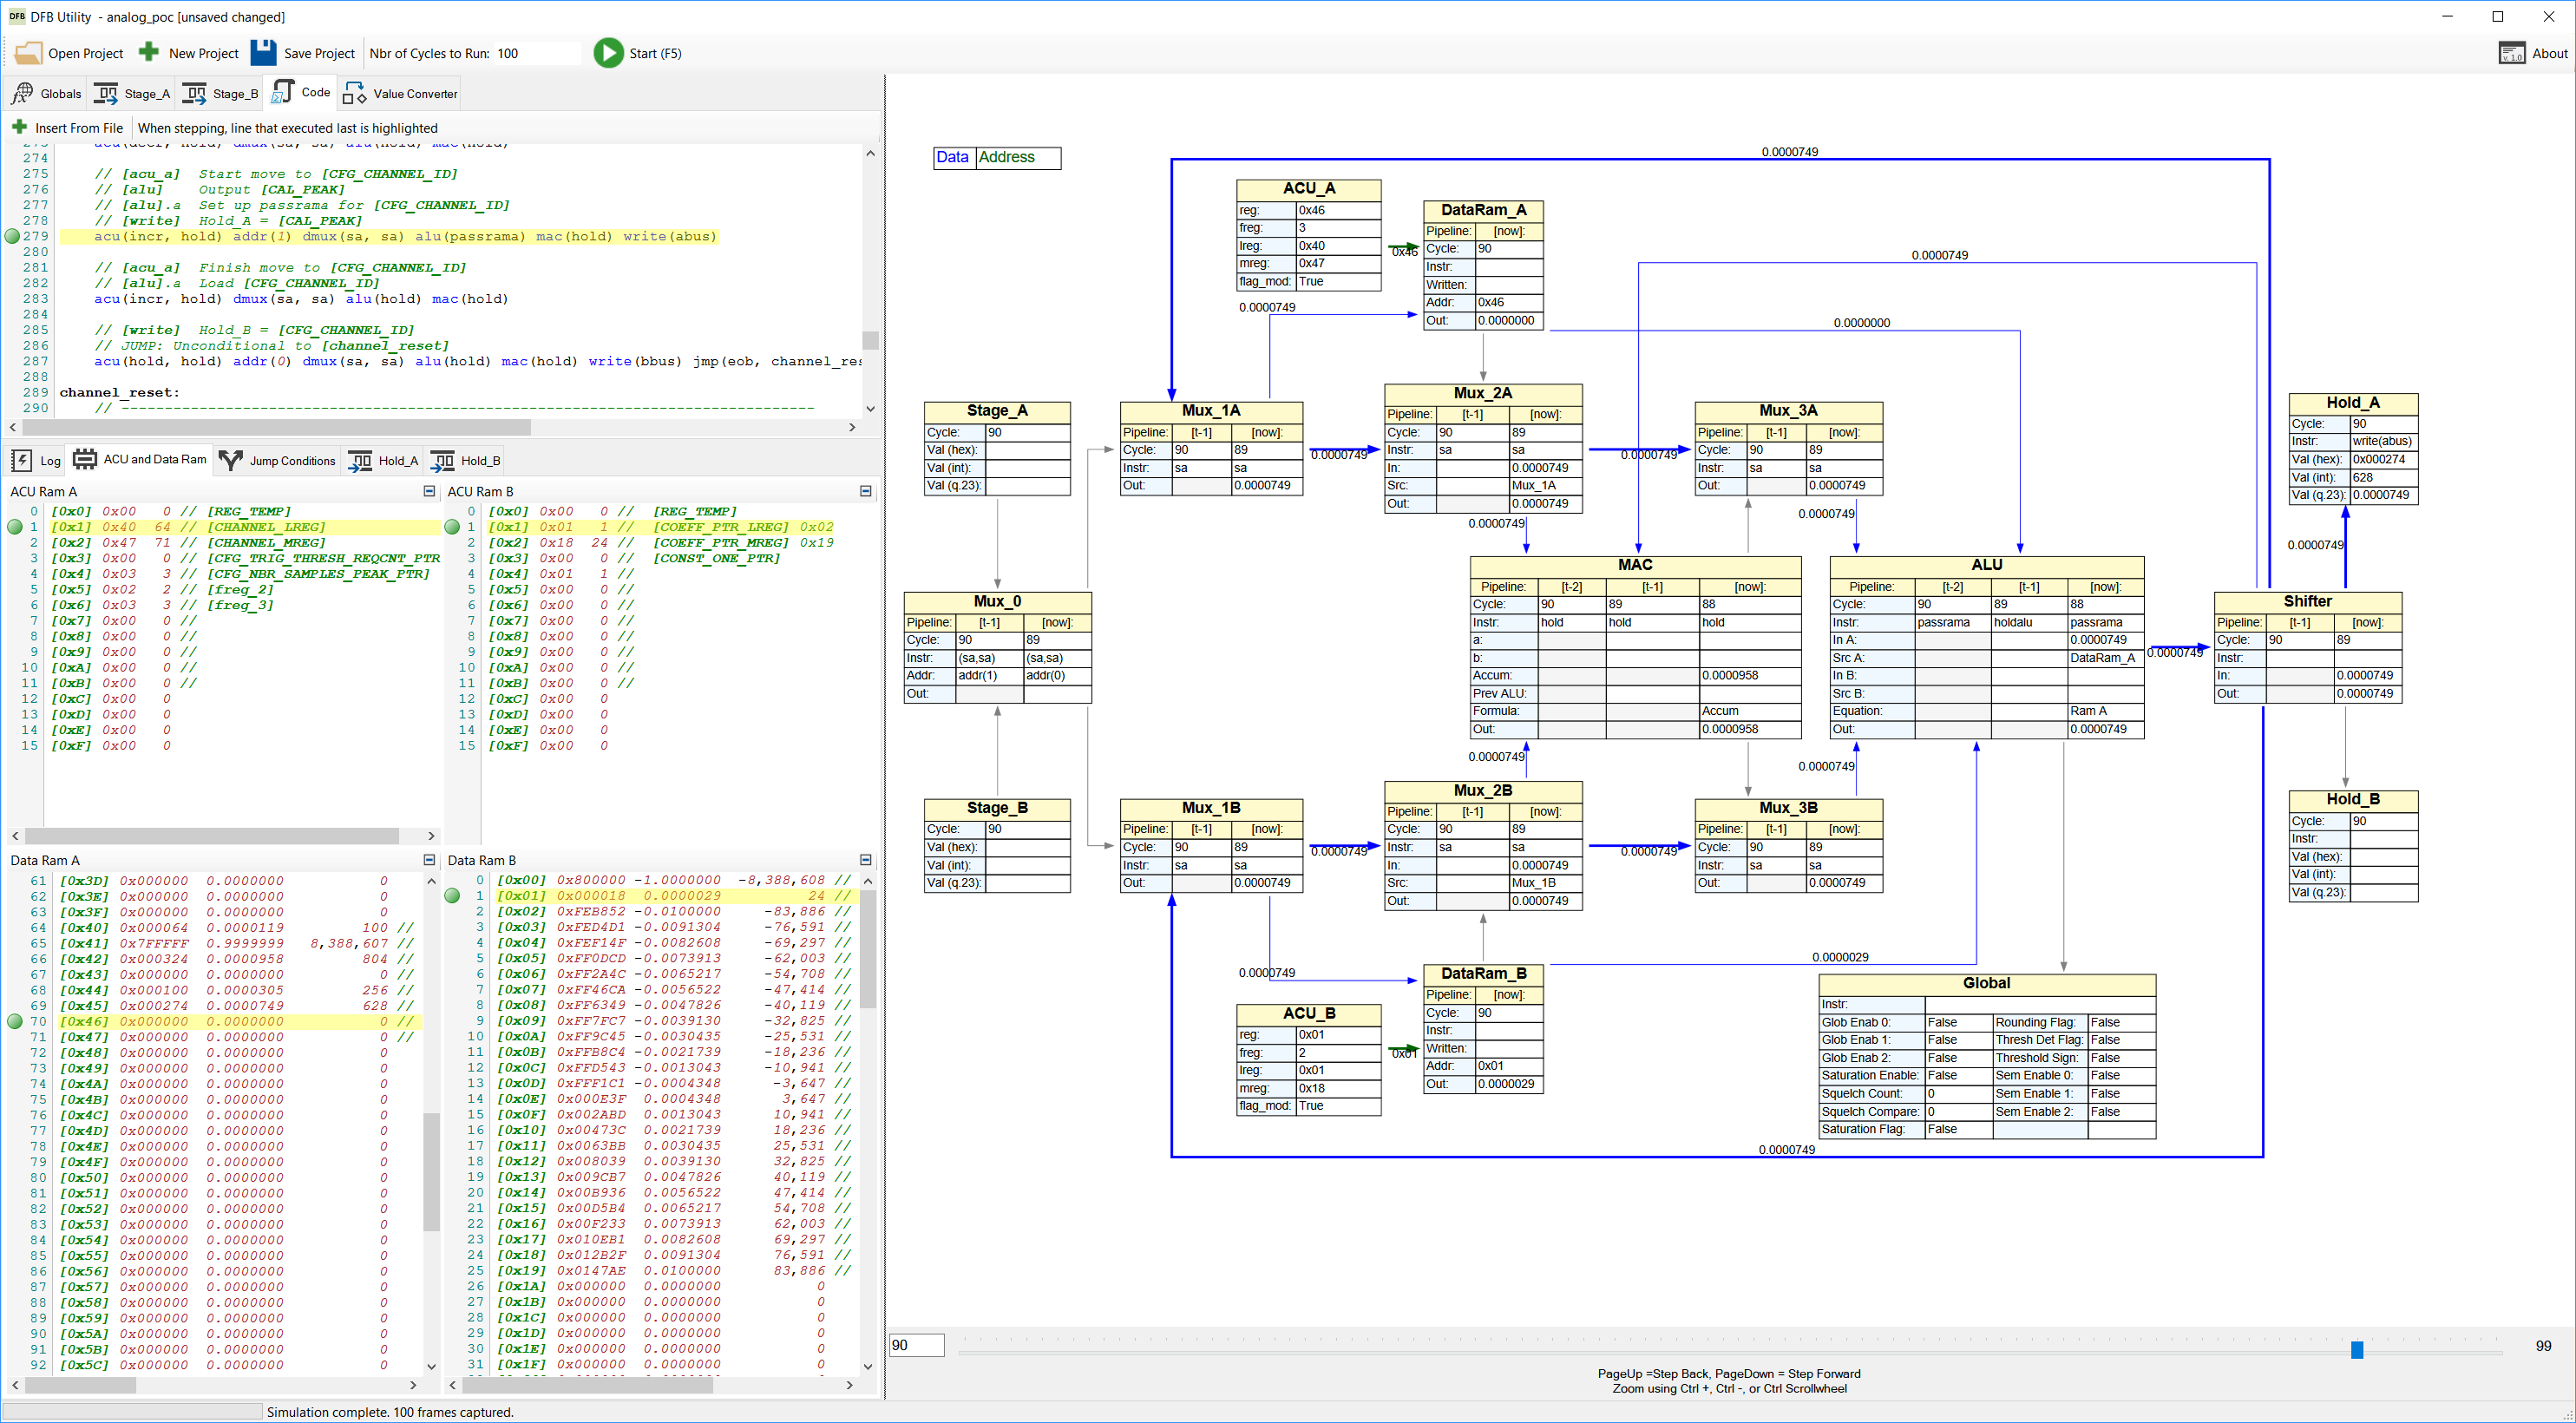 DFB Utility - analog_poc [unsaved changed]
Open Project New Project Save Project Nbr of Cycles to Run: 100 Start (F5) About
Globals Stage_A Stage_B Code Value Converter
Insert From File When stepping, line that executed last is highlighted
274
275 // [acu_a] Start move to [CFG_CHANNEL_ID]
276 // [alu] Output [CAL_PEAK]
277 // [alu].a Set up passrama for [CFG_CHANNEL_ID]
278 // [write] Hold_A = [CAL_PEAK]
279 acu(incr, hold) addr(1) dmux(sa, sa) alu(passrama) mac(hold) write(abus)
280
281 // [acu_a] Finish move to [CFG_CHANNEL_ID]
282 // [alu].a Load [CFG_CHANNEL_ID]
283 acu(incr, hold) dmux(sa, sa) alu(hold) mac(hold)
284
285 // [write] Hold_B = [CFG_CHANNEL_ID]
286 // JUMP: Unconditional to [channel_reset]
287 acu(hold, hold) addr(0) dmux(sa, sa) alu(hold) mac(hold) write(bbus) jmp(eob, channel_res
288
289 channel_reset:
290 // --------------------------------------------------------------------------------
Log ACU and Data Ram Jump Conditions Hold_A Hold_B
ACU Ram A
0 [0x0] 0x00 0 // [REG_TEMP]
1 [0x1] 0x40 64 // [CHANNEL_LREG]
2 [0x2] 0x47 71 // [CHANNEL_MREG]
3 [0x3] 0x00 0 // [CFG_TRIG_THRESH_REQCNT_PTR
4 [0x4] 0x03 3 // [CFG_NBR_SAMPLES_PEAK_PTR]
5 [0x5] 0x02 2 // [freg_2]
6 [0x6] 0x03 3 // [freg_3]
7 [0x7] 0x00 0 //
8 [0x8] 0x00 0 //
9 [0x9] 0x00 0 //
10 [0xA] 0x00 0 //
11 [0xB] 0x00 0 //
12 [0xC] 0x00 0
13 [0xD] 0x00 0
14 [0xE] 0x00 0
15 [0xF] 0x00 0
ACU Ram B
0 [0x0] 0x00 0 // [REG_TEMP]
1 [0x1] 0x01 1 // [COEFF_PTR_LREG] 0x02
2 [0x2] 0x18 24 // [COEFF_PTR_MREG] 0x19
3 [0x3] 0x00 0 // [CONST_ONE_PTR]
4 [0x4] 0x01 1 //
5 [0x5] 0x00 0 //
6 [0x6] 0x00 0 //
7 [0x7] 0x00 0 //
8 [0x8] 0x00 0 //
9 [0x9] 0x00 0 //
10 [0xA] 0x00 0 //
11 [0xB] 0x00 0 //
12 [0xC] 0x00 0
13 [0xD] 0x00 0
14 [0xE] 0x00 0
15 [0xF] 0x00 0
Data Ram A
61 [0x3D] 0x000000 0.0000000 0
62 [0x3E] 0x000000 0.0000000 0
63 [0x3F] 0x000000 0.0000000 0
64 [0x40] 0x000064 0.0000119 100 //
65 [0x41] 0x7FFFFF 0.9999999 8,388,607 //
66 [0x42] 0x000324 0.0000958 804 //
67 [0x43] 0x000000 0.0000000 0 //
68 [0x44] 0x000100 0.0000305 256 //
69 [0x45] 0x000274 0.0000749 628 //
70 [0x46] 0x000000 0.0000000 0 //
71 [0x47] 0x000000 0.0000000 0 //
72 [0x48] 0x000000 0.0000000 0
73 [0x49] 0x000000 0.0000000 0
74 [0x4A] 0x000000 0.0000000 0
75 [0x4B] 0x000000 0.0000000 0
76 [0x4C] 0x000000 0.0000000 0
77 [0x4D] 0x000000 0.0000000 0
78 [0x4E] 0x000000 0.0000000 0
79 [0x4F] 0x000000 0.0000000 0
80 [0x50] 0x000000 0.0000000 0
81 [0x51] 0x000000 0.0000000 0
82 [0x52] 0x000000 0.0000000 0
83 [0x53] 0x000000 0.0000000 0
84 [0x54] 0x000000 0.0000000 0
85 [0x55] 0x000000 0.0000000 0
86 [0x56] 0x000000 0.0000000 0
87 [0x57] 0x000000 0.0000000 0
88 [0x58] 0x000000 0.0000000 0
89 [0x59] 0x000000 0.0000000 0
90 [0x5A] 0x000000 0.0000000 0
91 [0x5B] 0x000000 0.0000000 0
92 [0x5C] 0x000000 0.0000000 0
Data Ram B
0 [0x00] 0x800000 -1.0000000 -8,388,608 //
1 [0x01] 0x000018 0.0000029 24 //
2 [0x02] 0xFEB852 -0.0100000 -83,886 //
3 [0x03] 0xFED4D1 -0.0091304 -76,591 //
4 [0x04] 0xFEF14F -0.0082608 -69,297 //
5 [0x05] 0xFF0DCD -0.0073913 -62,003 //
6 [0x06] 0xFF2A4C -0.0065217 -54,708 //
7 [0x07] 0xFF46CA -0.0056522 -47,414 //
8 [0x08] 0xFF6349 -0.0047826 -40,119 //
9 [0x09] 0xFF7FC7 -0.0039130 -32,825 //
10 [0x0A] 0xFF9C45 -0.0030435 -25,531 //
11 [0x0B] 0xFFB8C4 -0.0021739 -18,236 //
12 [0x0C] 0xFFD543 -0.0013043 -10,941 //
13 [0x0D] 0xFFF1C1 -0.0004348 -3,647 //
14 [0x0E] 0x000E3F 0.0004348 3,647 //
15 [0x0F] 0x002ABD 0.0013043 10,941 //
16 [0x10] 0x00473C 0.0021739 18,236 //
17 [0x11] 0x0063BB 0.0030435 25,531 //
18 [0x12] 0x008039 0.0039130 32,825 //
19 [0x13] 0x009CB7 0.0047826 40,119 //
20 [0x14] 0x00B936 0.0056522 47,414 //
21 [0x15] 0x00D5B4 0.0065217 54,708 //
22 [0x16] 0x00F233 0.0073913 62,003 //
23 [0x17] 0x010EB1 0.0082608 69,297 //
24 [0x18] 0x012B2F 0.0091304 76,591 //
25 [0x19] 0x0147AE 0.0100000 83,886 //
26 [0x1A] 0x000000 0.0000000 0
27 [0x1B] 0x000000 0.0000000 0
28 [0x1C] 0x000000 0.0000000 0
29 [0x1D] 0x000000 0.0000000 0
30 [0x1E] 0x000000 0.0000000 0
31 [0x1F] 0x000000 0.0000000 0
Simulation complete. 100 frames captured.
Data Address
0.0000749
ACU_A
reg: 0x46
freg: 3
lreg: 0x40
mreg: 0x47
flag_mod: True
0x46
DataRam_A
Pipeline: [now]:
Cycle: 90
Instr:
Written:
Addr: 0x46
Out: 0.0000000
0.0000749
0.0000749
0.0000000
Stage_A
Cycle: 90
Val (hex):
Val (int):
Val (q.23):
Mux_1A
Pipeline: [t-1] [now]:
Cycle: 90 89
Instr: sa sa
Out: 0.0000749
0.0000749
Mux_2A
Pipeline: [t-1] [now]:
Cycle: 90 89
Instr: sa sa
In: 0.0000749
Src: Mux_1A
Out: 0.0000749
0.0000749
Mux_3A
Pipeline: [t-1] [now]:
Cycle: 90 89
Instr: sa sa
Out: 0.0000749
Hold_A
Cycle: 90
Instr: write(abus)
Val (hex): 0x000274
Val (int): 628
Val (q.23): 0.0000749
0.0000749
0.0000749
0.0000749
Mux_0
Pipeline: [t-1] [now]:
Cycle: 90 89
Instr: (sa,sa) (sa,sa)
Addr: addr(1) addr(0)
Out:
MAC
Pipeline: [t-2] [t-1] [now]:
Cycle: 90 89 88
Instr: hold hold hold
a:
b:
Accum: 0.0000958
Prev ALU:
Formula: Accum
Out: 0.0000958
ALU
Pipeline: [t-2] [t-1] [now]:
Cycle: 90 89 88
Instr: passrama holdalu passrama
In A: 0.0000749
Src A: DataRam_A
In B:
Src B:
Equation: Ram A
Out: 0.0000749
0.0000749
Shifter
Pipeline: [t-1] [now]:
Cycle: 90 89
Instr:
In: 0.0000749
Out: 0.0000749
0.0000749
0.0000749
Stage_B
Cycle: 90
Val (hex):
Val (int):
Val (q.23):
Mux_1B
Pipeline: [t-1] [now]:
Cycle: 90 89
Instr: sa sa
Out: 0.0000749
0.0000749
Mux_2B
Pipeline: [t-1] [now]:
Cycle: 90 89
Instr: sa sa
In: 0.0000749
Src: Mux_1B
Out: 0.0000749
0.0000749
Mux_3B
Pipeline: [t-1] [now]:
Cycle: 90 89
Instr: sa sa
Out: 0.0000749
Hold_B
Cycle: 90
Instr:
Val (hex):
Val (int):
Val (q.23):
0.0000749
0.0000029
ACU_B
reg: 0x01
freg: 2
lreg: 0x01
mreg: 0x18
flag_mod: True
0x01
DataRam_B
Pipeline: [now]:
Cycle: 90
Instr:
Written:
Addr: 0x01
Out: 0.0000029
Global
Instr:
Glob Enab 0: False Rounding Flag: False
Glob Enab 1: False Thresh Det Flag: False
Glob Enab 2: False Threshold Sign: False
Saturation Enable: False Sem Enable 0: False
Squelch Count: 0 Sem Enable 1: False
Squelch Compare: 0 Sem Enable 2: False
Saturation Flag: False
0.0000749
90 99
PageUp =Step Back, PageDown = Step Forward
Zoom using Ctrl +, Ctrl -, or Ctrl Scrollwheel